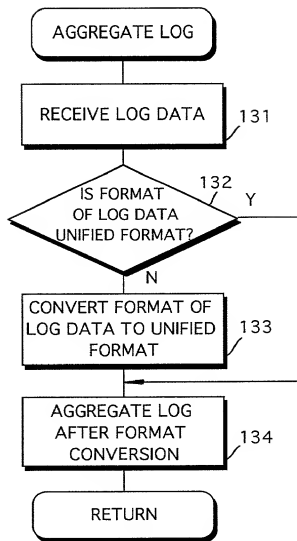 AGGREGATE LOG
RECEIVE LOG DATA
131
132
IS FORMAT
OF LOG DATA
UNIFIED FORMAT?
Y
N
CONVERT FORMAT OF
LOG DATA TO UNIFIED
FORMAT
133
AGGREGATE LOG
AFTER FORMAT
CONVERSION
134
RETURN